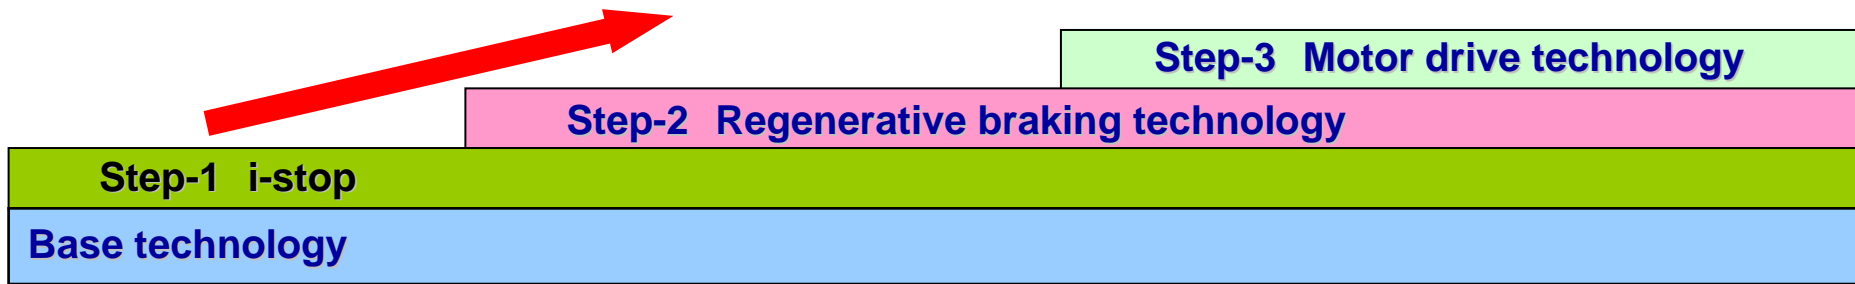 Step-3 Motor drive technology
Step-2 Regenerative braking technology
Step-1 i-stop
Base technology